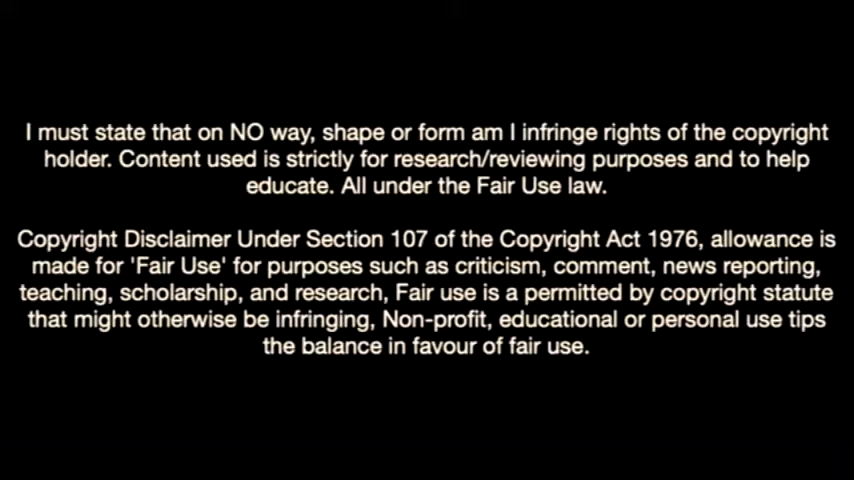 I must state that on NO way, shape or form am I infringe rights of the copyright
holder. Content used is strictly for research/reviewing purposes and to help
educate. All under the Fair Use law.
Copyright Disclaimer Under Section 107 of the Copyright Act 1976, allowance is
made for 'Fair Use' for purposes such as criticism, comment, news reporting,
teaching, scholarship, and research, Fair use is a permitted by copyright statute
that might otherwise be infringing, Non-profit, educational or personal use tips
the balance in favour of fair use.